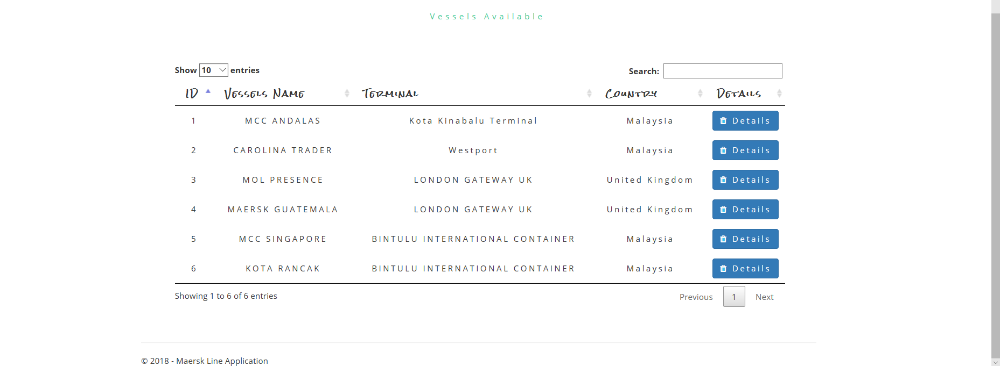 Vessels Available
Show 10 entries Search:
ID Vessels Name Terminal Country Details
1 MCC ANDALAS Kota Kinabalu Terminal Malaysia Details
2 CAROLINA TRADER Westport Malaysia Details
3 MOL PRESENCE LONDON GATEWAY UK United Kingdom Details
4 MAERSK GUATEMALA LONDON GATEWAY UK United Kingdom Details
5 MCC SINGAPORE BINTULU INTERNATIONAL CONTAINER Malaysia Details
6 KOTA RANCAK BINTULU INTERNATIONAL CONTAINER Malaysia Details
Showing 1 to 6 of 6 entries Previous 1 Next
© 2018 - Maersk Line Application